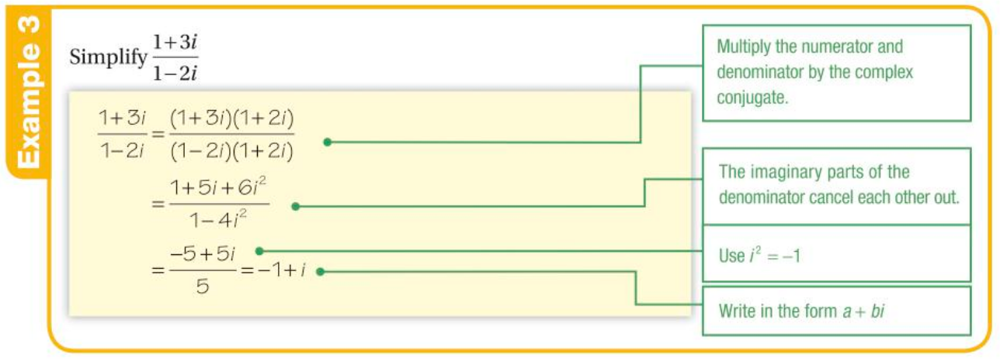 Example 3
Simplify (1+3i)/(1−2i)
(1+3i)/(1−2i) = ((1+3i)(1+2i))/((1−2i)(1+2i))
Multiply the numerator and
denominator by the complex
conjugate.
= (1+5i+6i²)/(1−4i²)
The imaginary parts of the
denominator cancel each other out.
= (−5+5i)/5 = −1+i
Use i² = −1
Write in the form a + bi